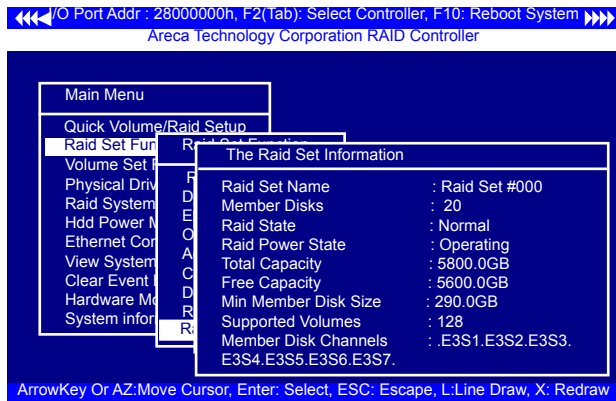 /O Port Addr : 28000000h, F2(Tab): Select Controller, F10: Reboot System
Areca Technology Corporation RAID Controller
Main Menu
Quick Volume/Raid Setup
Raid Set Fun
Volume Set F
Physical Driv
Raid System
Hdd Power M
Ethernet Con
View System
Clear Event
Hardware Mo
System infor
Raid Set Function
R
D
E
O
A
C
D
R
Ra
The Raid Set Information
Raid Set Name : Raid Set #000
Member Disks : 20
Raid State : Normal
Raid Power State : Operating
Total Capacity : 5800.0GB
Free Capacity : 5600.0GB
Min Member Disk Size : 290.0GB
Supported Volumes : 128
Member Disk Channels : .E3S1.E3S2.E3S3.
E3S4.E3S5.E3S6.E3S7.
ArrowKey Or AZ:Move Cursor, Enter: Select, ESC: Escape, L:Line Draw, X: Redraw